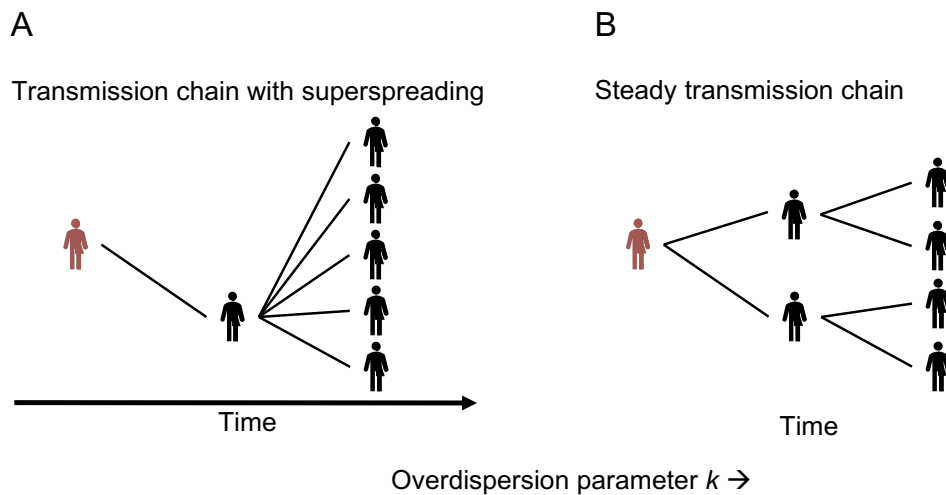 A
B
Transmission chain with superspreading
Steady transmission chain
Time
Time
Overdispersion parameter k →